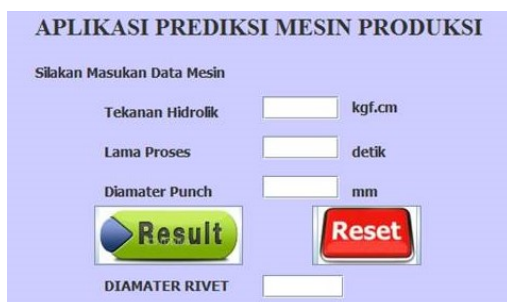 APLIKASI PREDIKSI MESIN PRODUKSI
Silakan Masukan Data Mesin
Tekanan Hidrolik kgf.cm
Lama Proses detik
Diamater Punch mm
Result Reset
DIAMATER RIVET